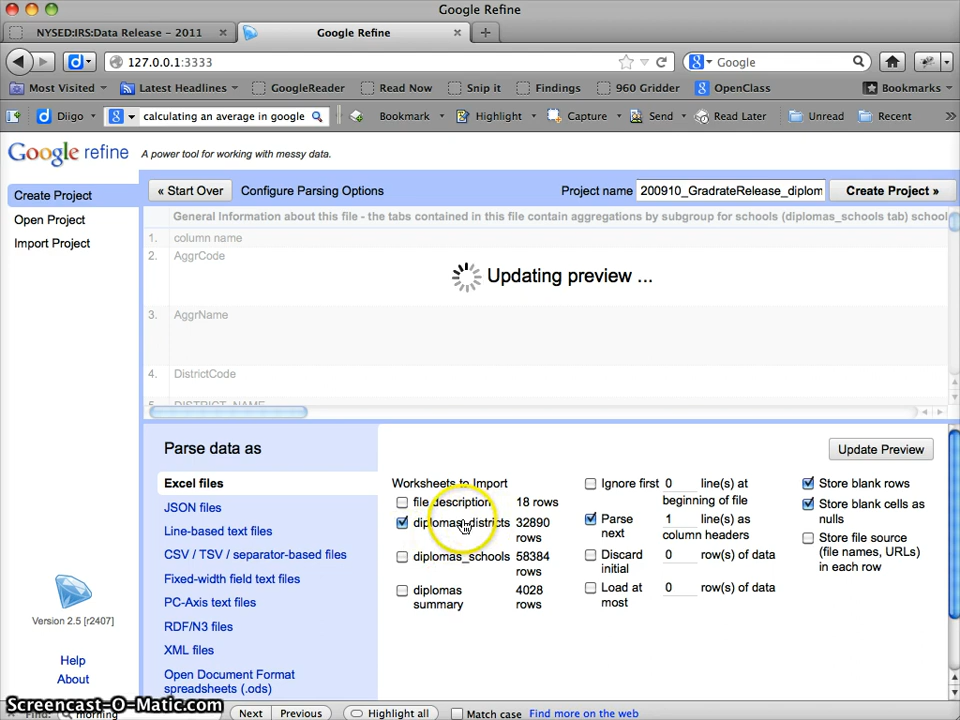 Google Refine
NYSED:IRS:Data Release - 2011
Google Refine
127.0.0.1:3333
Google
Most Visited
Latest Headlines
GoogleReader
Read Now
Snip it
Findings
960 Gridder
OpenClass
Bookmarks
Diigo
calculating an average in google
Bookmark
Highlight
Capture
Send
Read Later
Unread
Recent
Google refine
A power tool for working with messy data.
Create Project
Open Project
Import Project
« Start Over
Configure Parsing Options
Project name
200910_GradrateRelease_diplom
Create Project »
General Information about this file - the tabs contained in this file contain aggregations by subgroup for schools (diplomas_schools tab) school
1. column name
2. AggrCode
Updating preview ...
3. AggrName
4. DistrictCode
5. DISTRICT_NAME
Parse data as
Update Preview
Excel files
JSON files
Line-based text files
CSV / TSV / separator-based files
Fixed-width field text files
PC-Axis text files
RDF/N3 files
XML files
Open Document Format
spreadsheets (.ods)
Worksheets to Import
file description 18 rows
diplomas_districts 32890
rows
diplomas_schools 58384
rows
diplomas 4028
summary rows
Ignore first 0 line(s) at
beginning of file
Parse 1 line(s) as
next column headers
Discard 0 row(s) of data
initial
Load at 0 row(s) of data
most
Store blank rows
Store blank cells as
nulls
Store file source
(file names, URLs)
in each row
Version 2.5 [r2407]
Help
About
Screencast-O-Matic.com
Find: morning
Next
Previous
Highlight all
Match case
Find more on the web